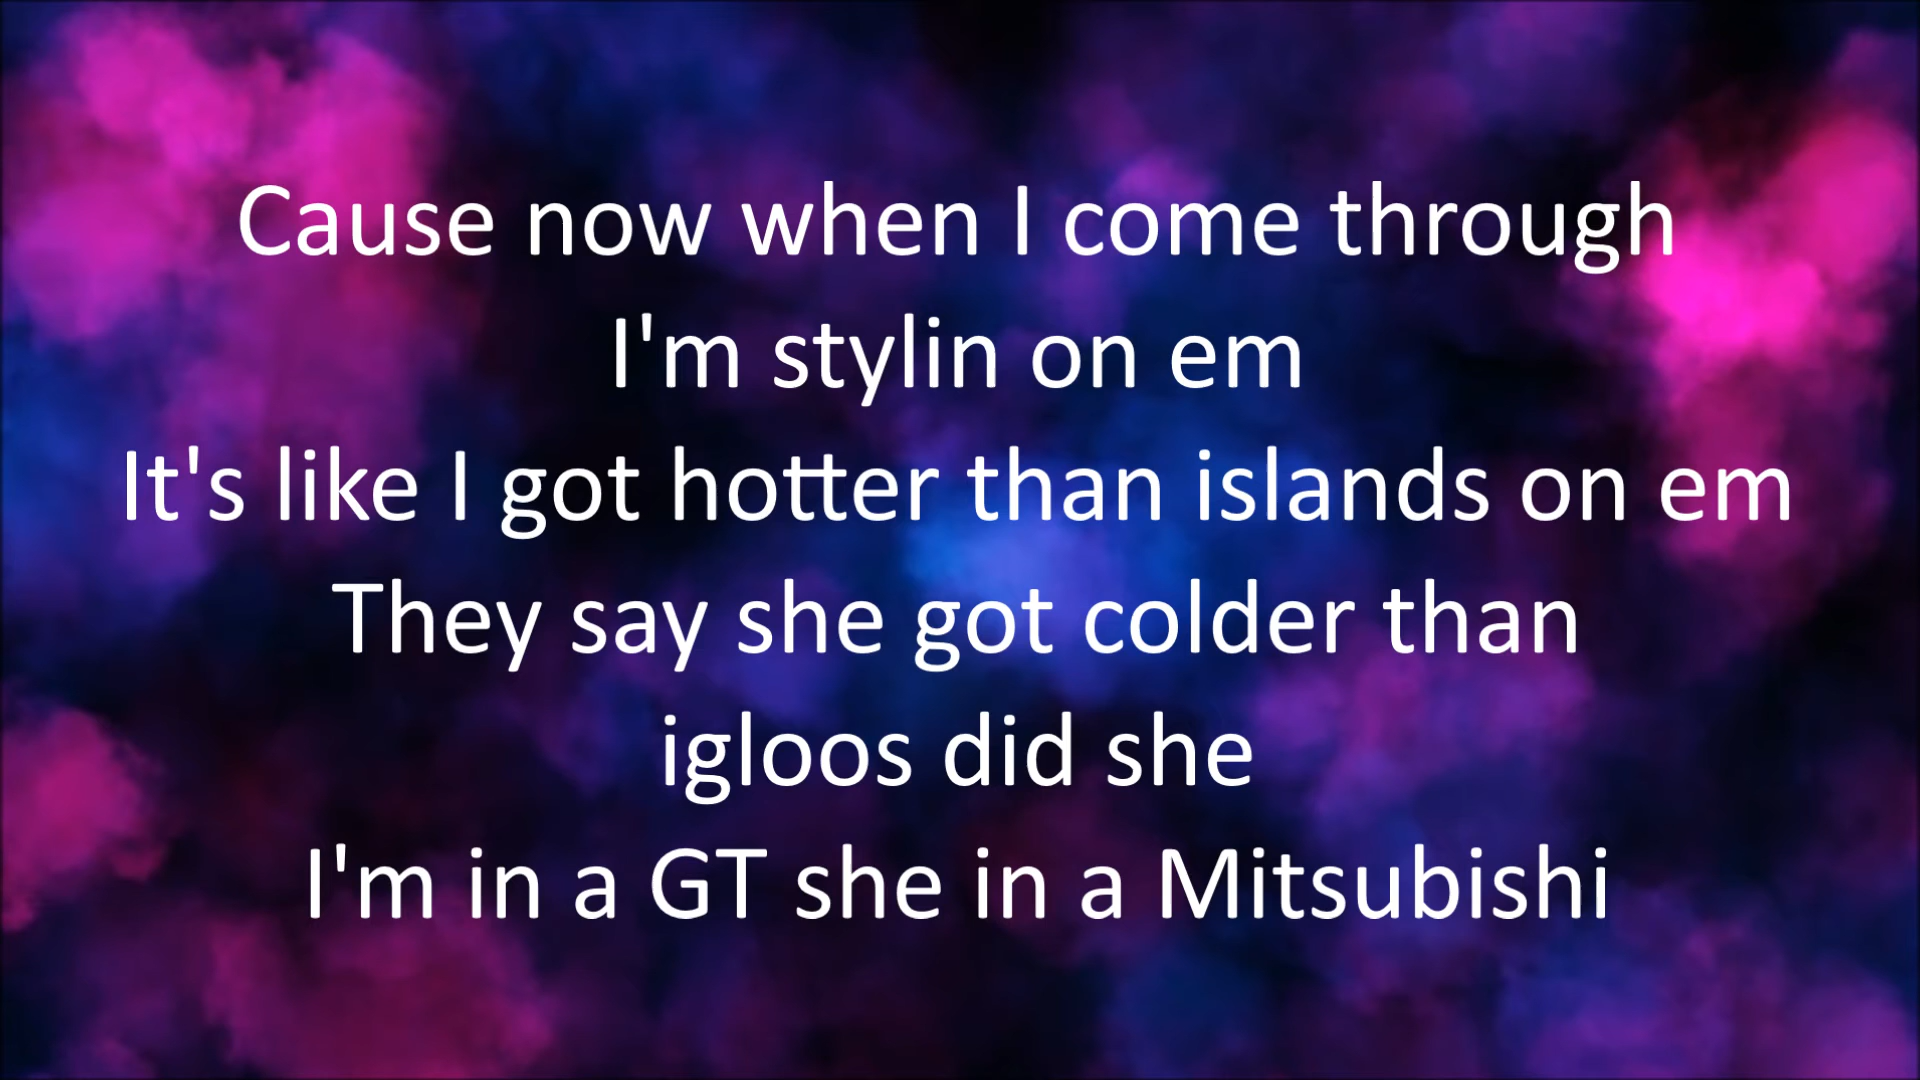 Cause now when I come through
I'm stylin on em
It's like I got hotter than islands on em
They say she got colder than
igloos did she
I'm in a GT she in a Mitsubishi